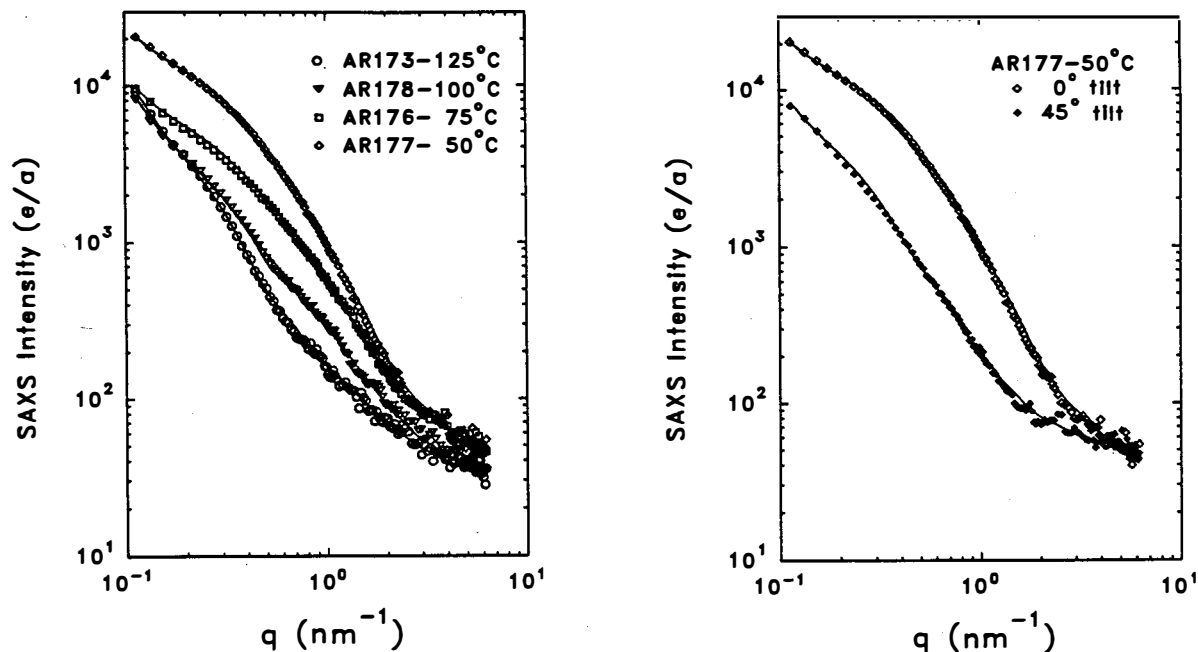 SAXS Intensity (e/a)
10^4
10^3
10^2
10^1
AR173-125°C
AR178-100°C
AR176- 75°C
AR177- 50°C
10^-1
10^0
10^1
q (nm^-1)
SAXS Intensity (e/a)
10^4
10^3
10^2
10^1
AR177-50°C
0° tilt
45° tilt
10^-1
10^0
10^1
q (nm^-1)